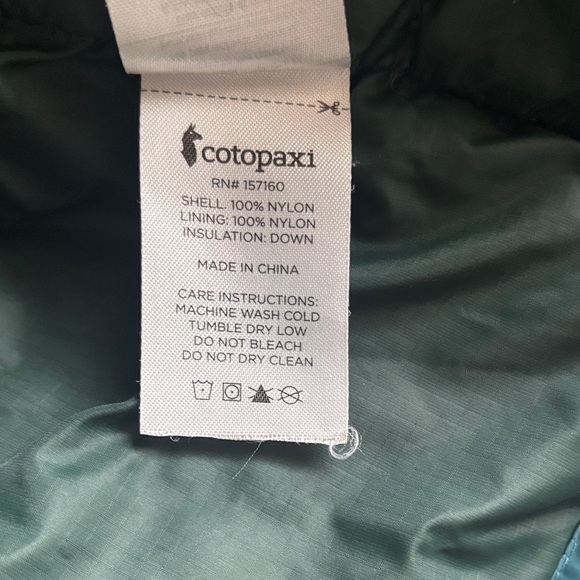 cotopaxi
RN# 157160
SHELL: 100% NYLON
LINING: 100% NYLON
INSULATION: DOWN
MADE IN CHINA
CARE INSTRUCTIONS:
MACHINE WASH COLD
TUMBLE DRY LOW
DO NOT BLEACH
DO NOT DRY CLEAN